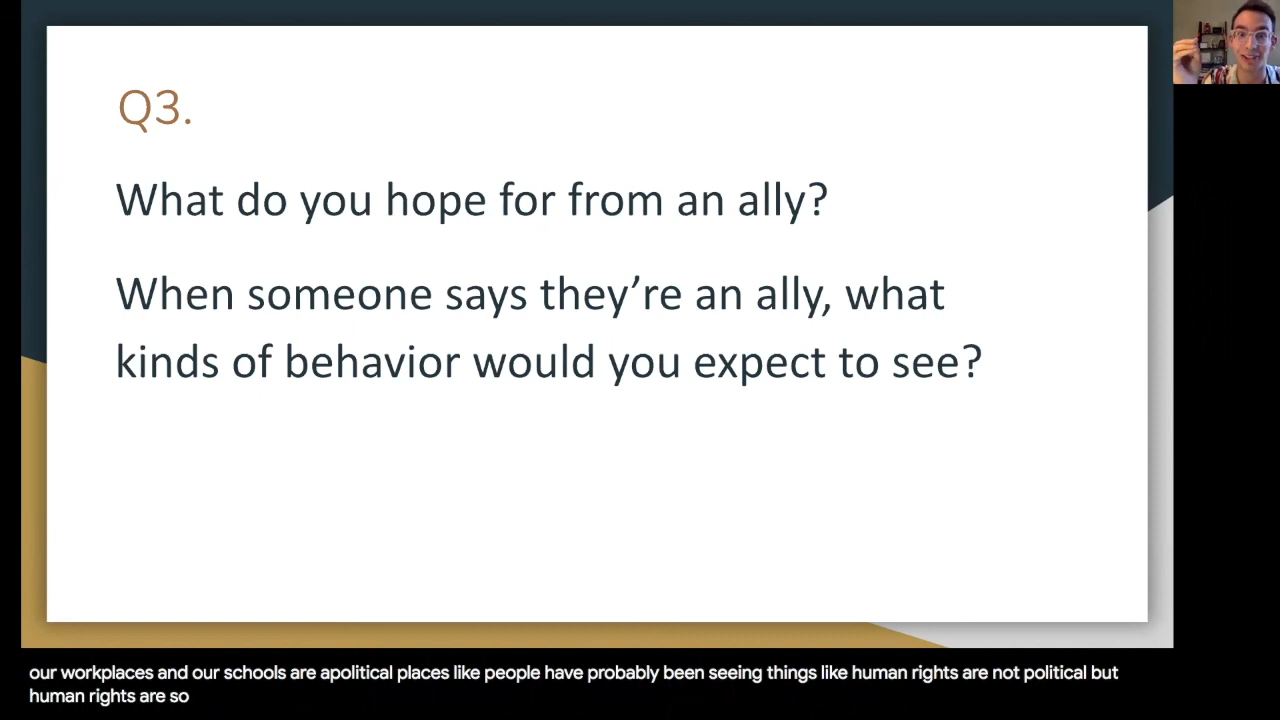 Q3.
What do you hope for from an ally?
When someone says they’re an ally, what
kinds of behavior would you expect to see?
our workplaces and our schools are apolitical places like people have probably been seeing things like human rights are not political but
human rights are so